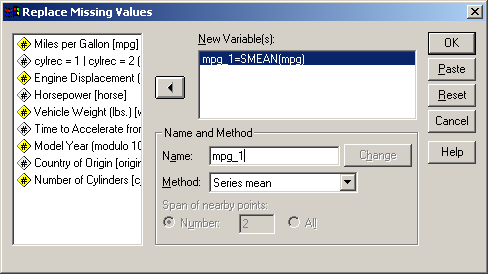 Replace Missing Values
Miles per Gallon [mpg]
cylrec = 1 | cylrec = 2 (
Engine Displacement (
Horsepower [horse]
Vehicle Weight (lbs.) [w
Time to Accelerate from
Model Year (modulo 10
Country of Origin [origin
Number of Cylinders [c
New Variable(s):
mpg_1=SMEAN(mpg)
Name and Method
Name:
mpg_1
Change
Method:
Series mean
Span of nearby points:
Number:
2
All
OK
Paste
Reset
Cancel
Help